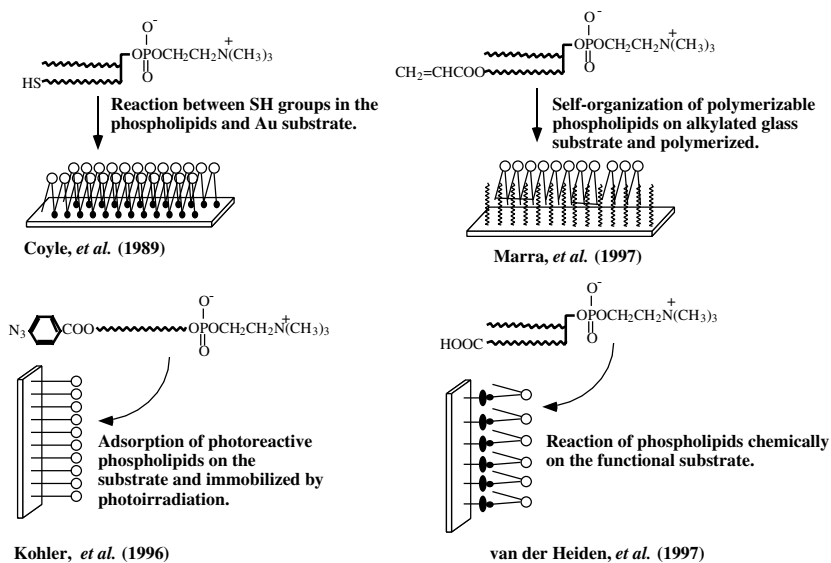 O-
OPOCH2CH2N(CH3)3
+
O
HS
Reaction between SH groups in the
phospholipids and Au substrate.
Coyle, et al. (1989)
O-
OPOCH2CH2N(CH3)3
+
O
CH2=CHCOO
Self-organization of polymerizable
phospholipids on alkylated glass
substrate and polymerized.
Marra, et al. (1997)
O-
N3
COO
OPOCH2CH2N(CH3)3
+
O
Adsorption of photoreactive
phospholipids on the
substrate and immobilized by
photoirradiation.
Kohler, et al. (1996)
O-
OPOCH2CH2N(CH3)3
+
O
HOOC
Reaction of phospholipids chemically
on the functional substrate.
van der Heiden, et al. (1997)